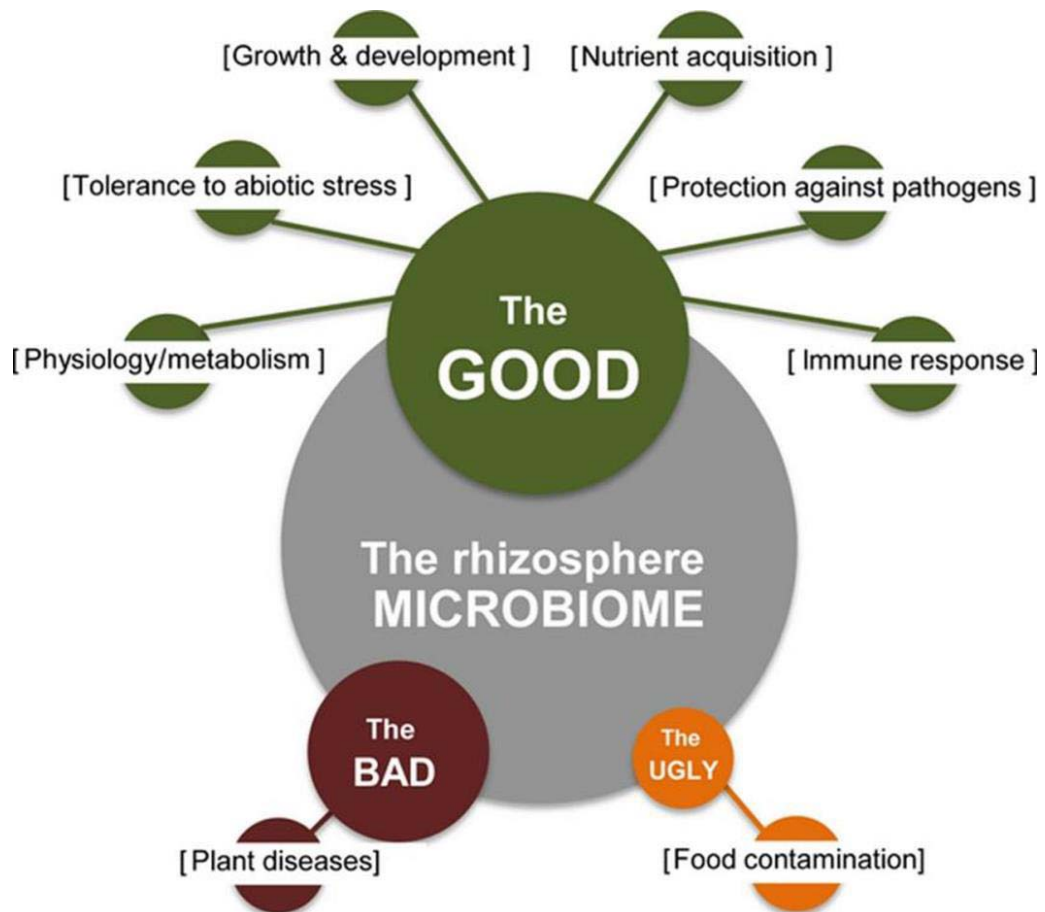 [Growth & development ]
[Nutrient acquisition ]
[Tolerance to abiotic stress ]
[Protection against pathogens]
The
GOOD
[Physiology/metabolism ]
[ Immune response ]
The rhizosphere
MICROBIOME
The
BAD
The
UGLY
[Plant diseases]
[Food contamination]